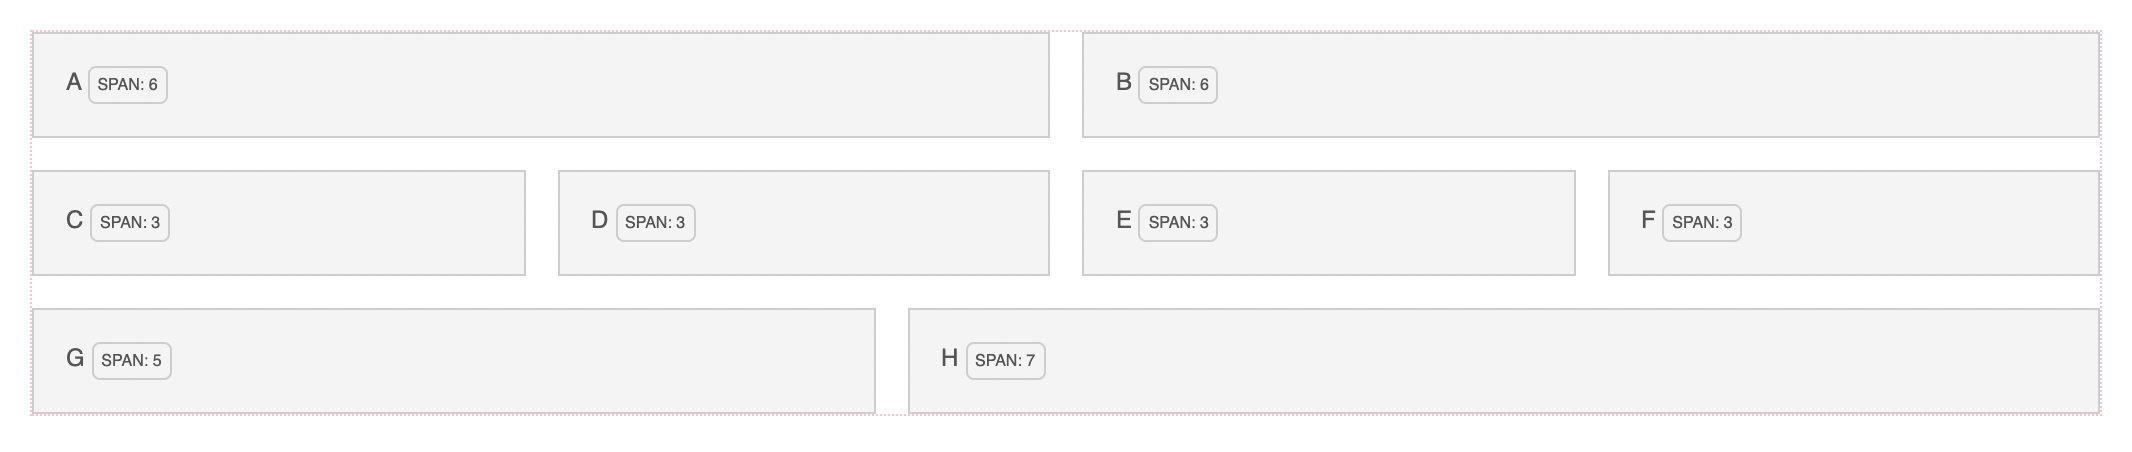 A SPAN: 6
B SPAN: 6
C SPAN: 3
D SPAN: 3
E SPAN: 3
F SPAN: 3
G SPAN: 5
H SPAN: 7